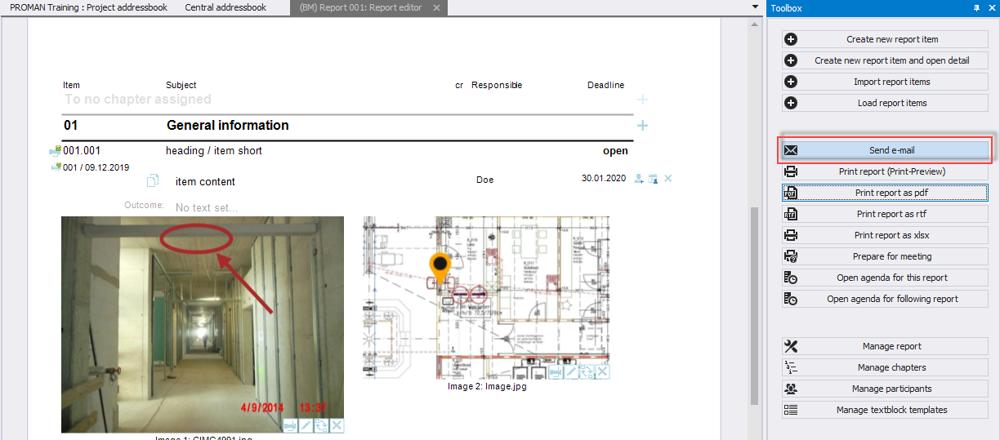 PROMAN Training : Project addressbook Central addressbook (BM) Report 001: Report editor
Item Subject cr Responsible Deadline
To no chapter assigned
01 General information
001.001 heading / item short open
001 / 09.12.2019
item content Doe 30.01.2020
Outcome: No text set...
4/9/2014 13:37
Image 2: Image.jpg
Image 1: CIMG4991.jpg
Toolbox
Create new report item
Create new report item and open detail
Import report items
Load report items
Send e-mail
Print report (Print-Preview)
Print report as pdf
Print report as rtf
Print report as xlsx
Prepare for meeting
Open agenda for this report
Open agenda for following report
Manage report
Manage chapters
Manage participants
Manage textblock templates